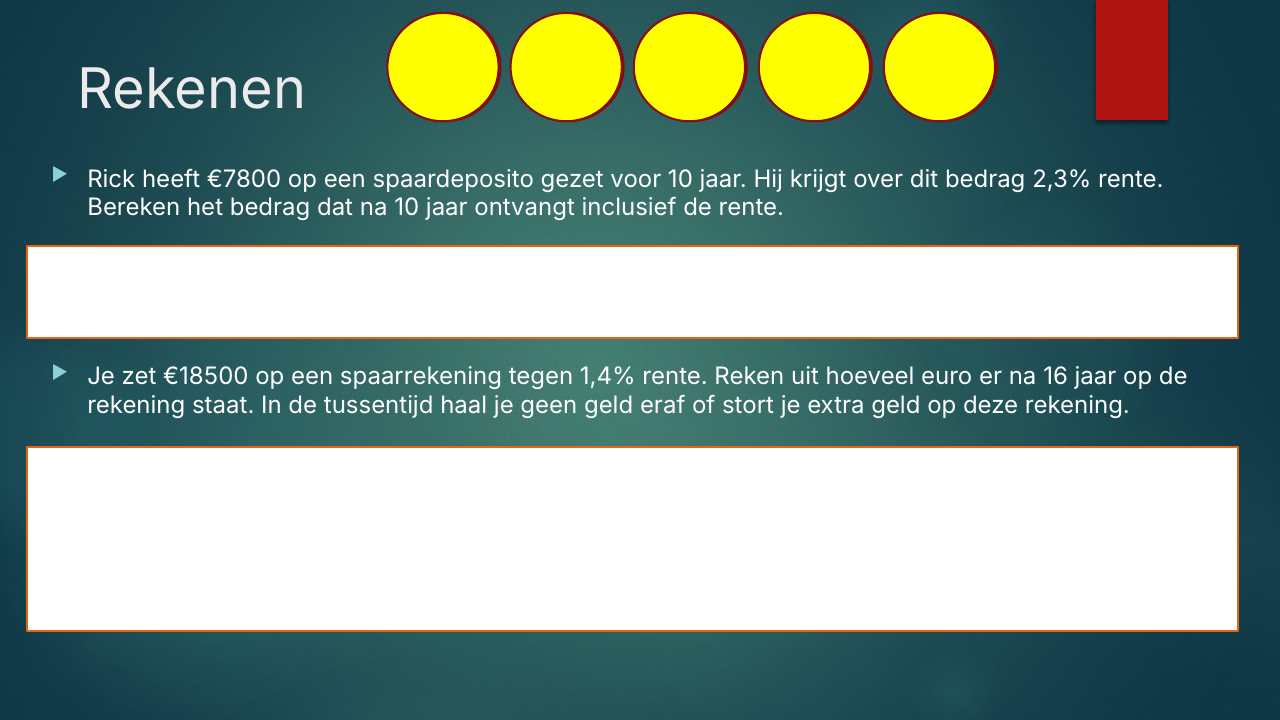 Rekenen
Rick heeft €7800 op een spaardeposito gezet voor 10 jaar. Hij krijgt over dit bedrag 2,3% rente.
Bereken het bedrag dat na 10 jaar ontvangt inclusief de rente.
Je zet €18500 op een spaarrekening tegen 1,4% rente. Reken uit hoeveel euro er na 16 jaar op de
rekening staat. In de tussentijd haal je geen geld eraf of stort je extra geld op deze rekening.